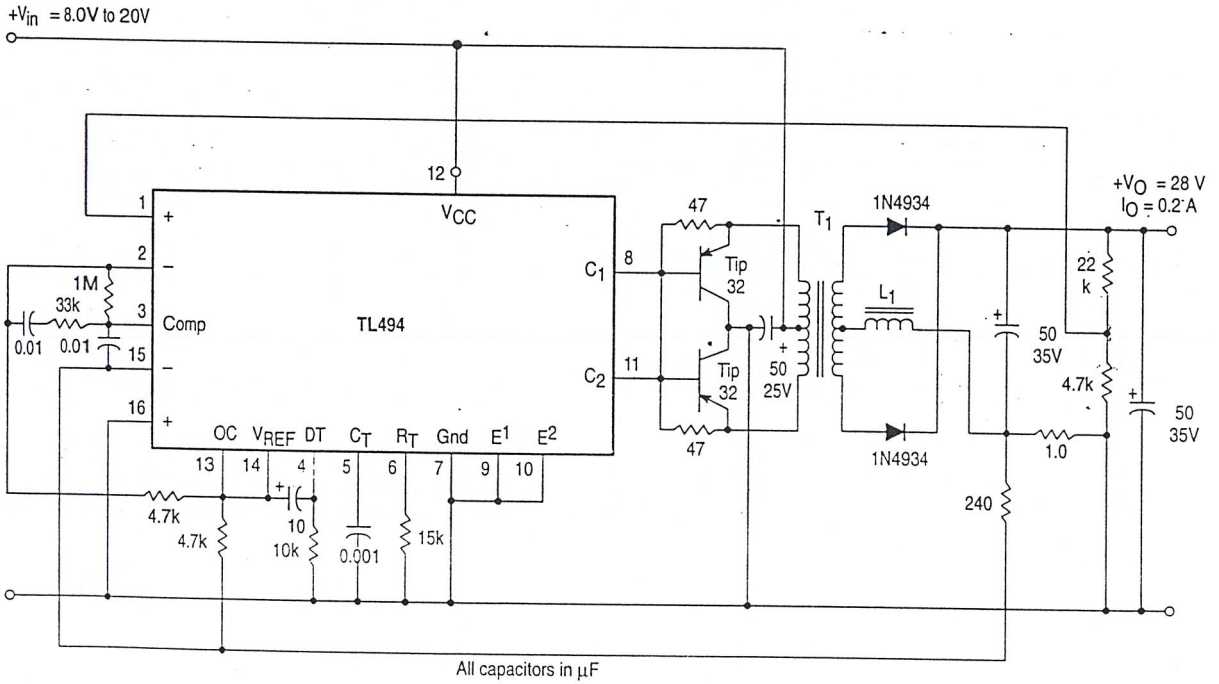 +Vin = 8.0V to 20V
12
VCC
+VO = 28 V
IO = 0.2 A
1
+
2
−
1M
33k
3
Comp
0.01
0.01
15
−
16
+
TL494
C1
8
C2
11
47
Tip
32
Tip
32
47
+
50
25V
T1
1N4934
L1
1N4934
+
50
35V
22
k
4.7k
+
50
35V
1.0
240
OC
VREF
DT
CT
RT
Gnd
E1
E2
13
14
4
5
6
7
9
10
4.7k
4.7k
+
10
10k
0.001
15k
All capacitors in μF